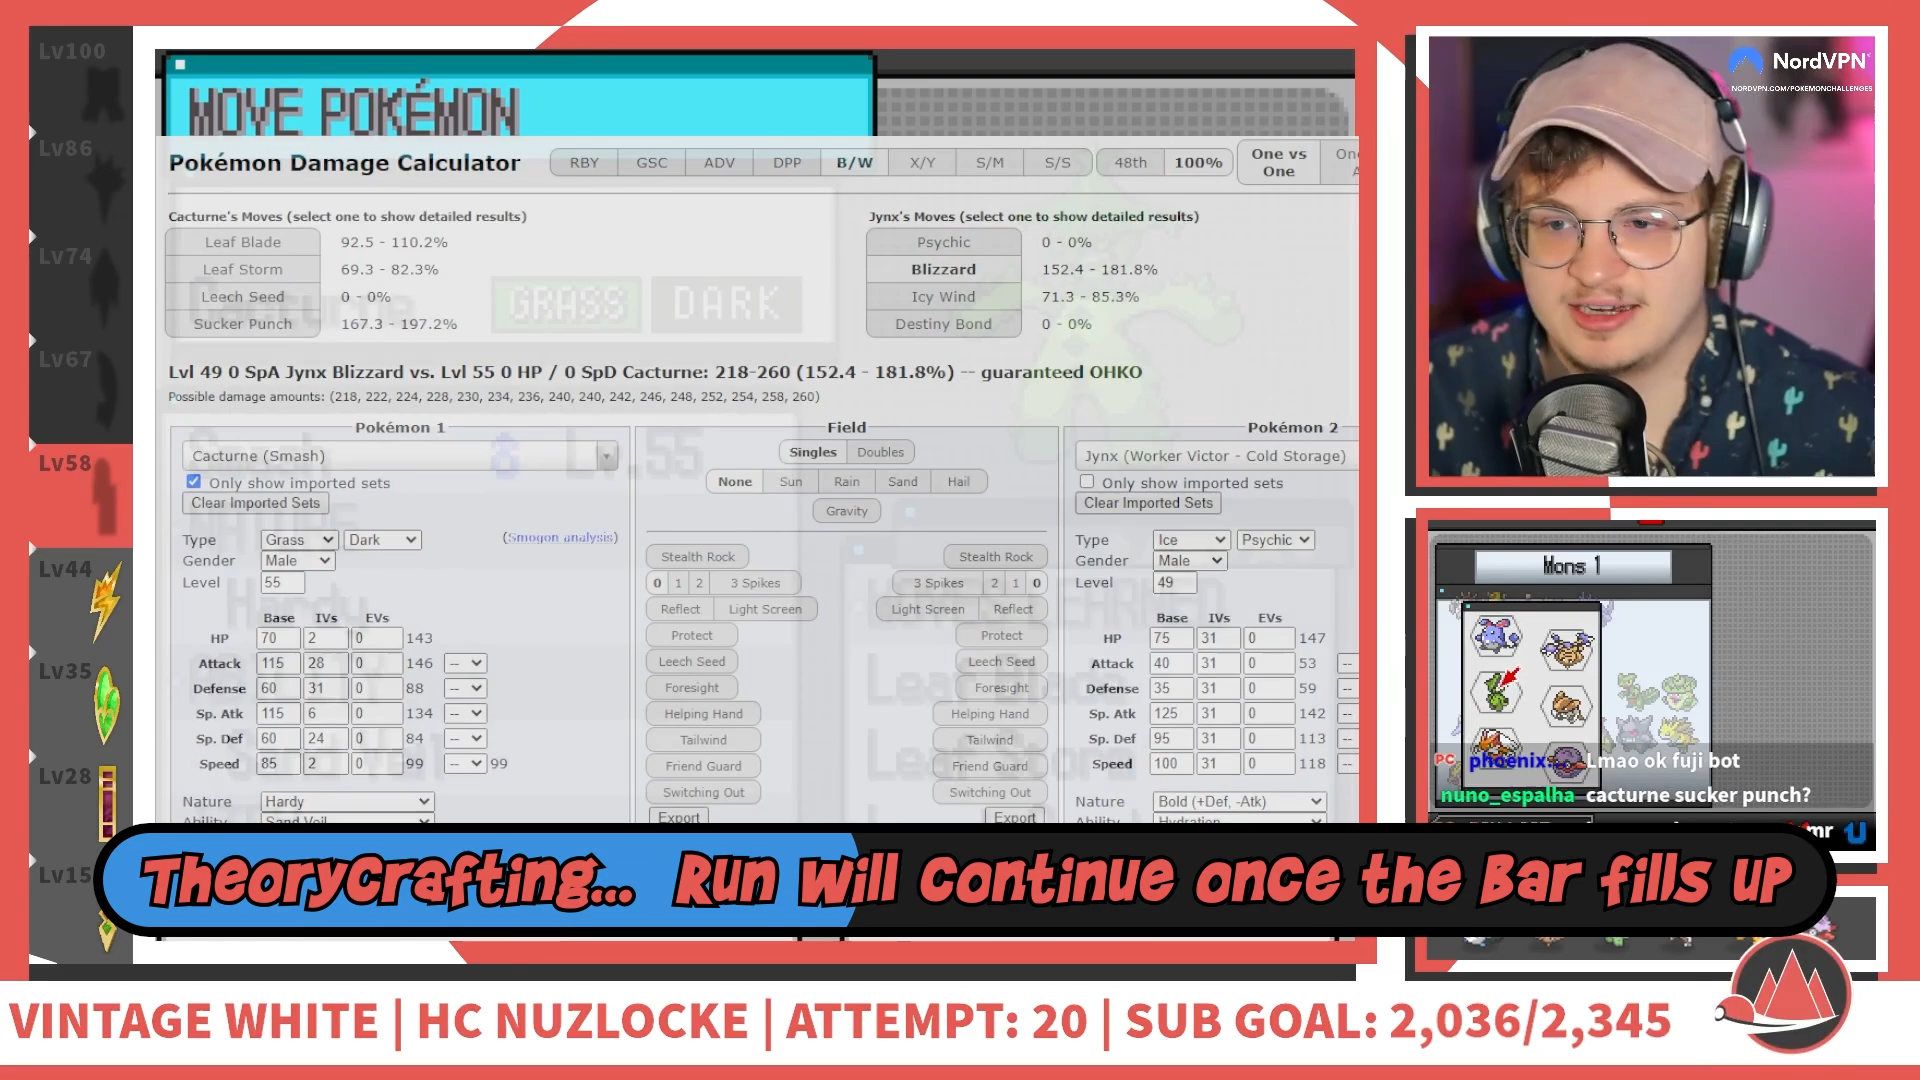 Lv100
Lv86
Lv74
Lv67
Lv58
Lv44
Lv35
Lv28
Lv15
MOVE POKÉMON
Pokémon Damage Calculator
RBY GSC ADV DPP B/W X/Y S/M S/S 48th 100% One vs One
Cacturne's Moves (select one to show detailed results)
Leaf Blade 92.5 - 110.2%
Leaf Storm 69.3 - 82.3%
Leech Seed 0 - 0%
Sucker Punch 167.3 - 197.2%
Jynx's Moves (select one to show detailed results)
Psychic 0 - 0%
Blizzard 152.4 - 181.8%
Icy Wind 71.3 - 85.3%
Destiny Bond 0 - 0%
Cacturne GRASS DARK
Lvl 49 0 SpA Jynx Blizzard vs. Lvl 55 0 HP / 0 SpD Cacturne: 218-260 (152.4 - 181.8%) -- guaranteed OHKO
Possible damage amounts: (218, 222, 224, 228, 230, 234, 236, 240, 240, 242, 246, 248, 252, 254, 258, 260)
Smash Lv.55
Pokémon 1
Cacturne (Smash)
Only show imported sets
Clear Imported Sets
Type Grass Dark (Smogon analysis)
Gender Male
Level 55
Base IVs EVs
HP 70 2 0 143
Attack 115 28 0 146 --
Defense 60 31 0 88 --
Sp. Atk 115 6 0 134 --
Sp. Def 60 24 0 84 --
Speed 85 2 0 99 -- 99
Nature Hardy
Ability Sand Veil
Field
Singles Doubles
None Sun Rain Sand Hail
Gravity
Stealth Rock Stealth Rock
0 1 2 3 Spikes 3 Spikes 2 1 0
Reflect Light Screen Light Screen Reflect
Protect Protect
Leech Seed Leech Seed
Foresight Foresight
Helping Hand Helping Hand
Tailwind Tailwind
Friend Guard Friend Guard
Switching Out Switching Out
Export Export
Pokémon 2
Jynx (Worker Victor - Cold Storage)
Only show imported sets
Clear Imported Sets
Type Ice Psychic
Gender Male
Level 49
Base IVs EVs
HP 75 31 0 147
Attack 40 31 0 53 --
Defense 35 31 0 59 --
Sp. Atk 125 31 0 142 --
Sp. Def 95 31 0 113 --
Speed 100 31 0 118 --
Nature Bold (+Def, -Atk)
Ability Hydration
NordVPN
NORDVPN.COM/POKEMONCHALLENGES
Mons 1
PC phoenix... Lmao ok fuji bot
nuno_espalha cacturne sucker punch?
mr
Theorycrafting... Run will continue once the Bar fills up
VINTAGE WHITE | HC NUZLOCKE | ATTEMPT: 20 | SUB GOAL: 2,036/2,345